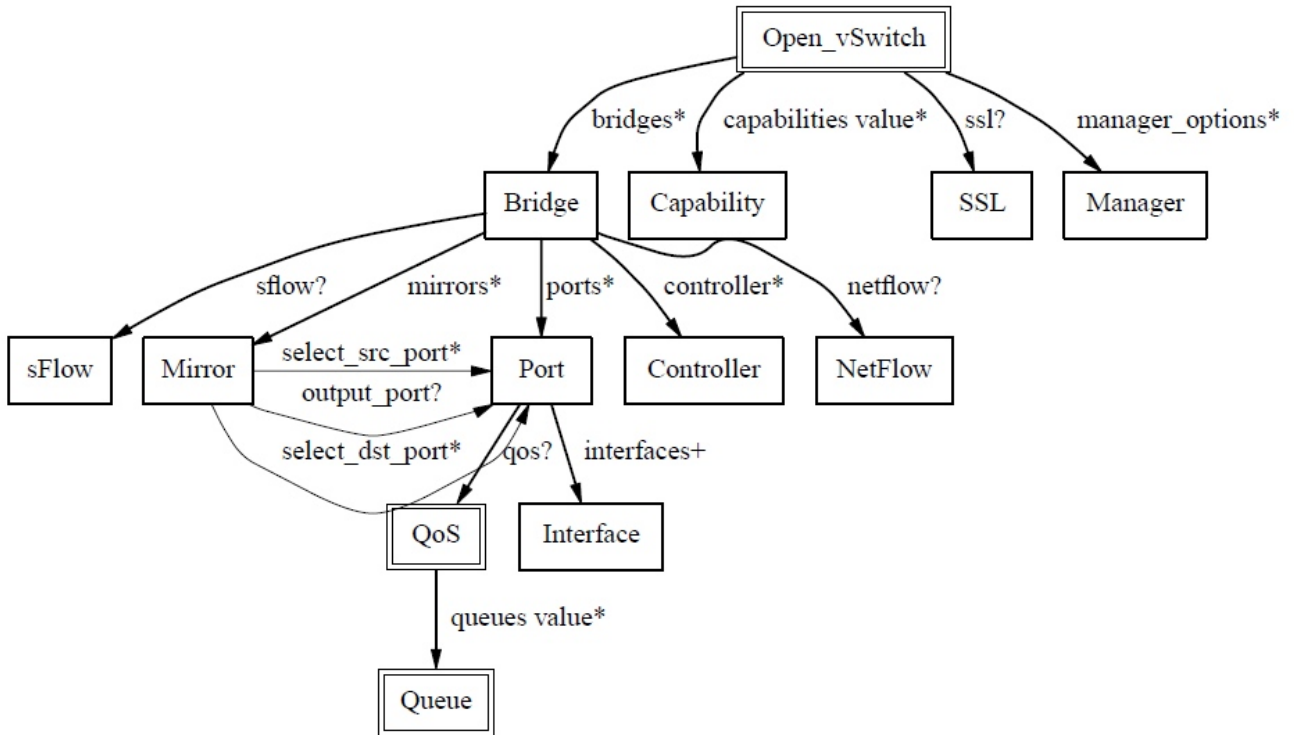 Open_vSwitch
bridges* capabilities value* ssl? manager_options*
Bridge Capability SSL Manager
sflow? mirrors* ports* controller* netflow?
sFlow Mirror select_src_port* Port Controller NetFlow
output_port?
select_dst_port* qos? interfaces+
QoS Interface
queues value*
Queue